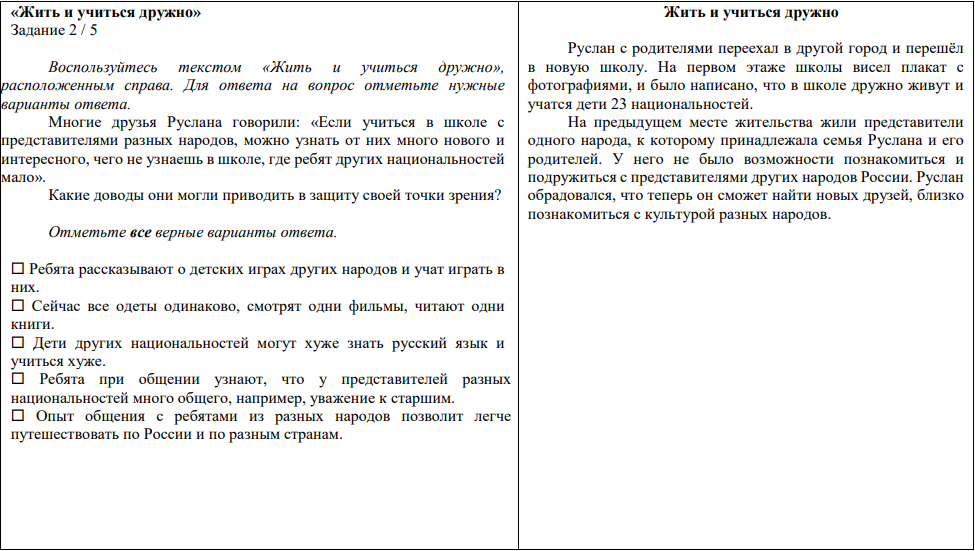 «Жить и учиться дружно»
Задание 2 / 5
Воспользуйтесь текстом «Жить и учиться дружно»,
расположенным справа. Для ответа на вопрос отметьте нужные
варианты ответа.
Многие друзья Руслана говорили: «Если учиться в школе с
представителями разных народов, можно узнать от них много нового и
интересного, чего не узнаешь в школе, где ребят других национальностей
мало».
Какие доводы они могли приводить в защиту своей точки зрения?
Отметьте все верные варианты ответа.
☐ Ребята рассказывают о детских играх других народов и учат играть в
них.
☐ Сейчас все одеты одинаково, смотрят одни фильмы, читают одни
книги.
☐ Дети других национальностей могут хуже знать русский язык и
учиться хуже.
☐ Ребята при общении узнают, что у представителей разных
национальностей много общего, например, уважение к старшим.
☐ Опыт общения с ребятами из разных народов позволит легче
путешествовать по России и по разным странам.
Жить и учиться дружно
Руслан с родителями переехал в другой город и перешёл
в новую школу. На первом этаже школы висел плакат с
фотографиями, и было написано, что в школе дружно живут и
учатся дети 23 национальностей.
На предыдущем месте жительства жили представители
одного народа, к которому принадлежала семья Руслана и его
родителей. У него не было возможности познакомиться и
подружиться с представителями других народов России. Руслан
обрадовался, что теперь он сможет найти новых друзей, близко
познакомиться с культурой разных народов.